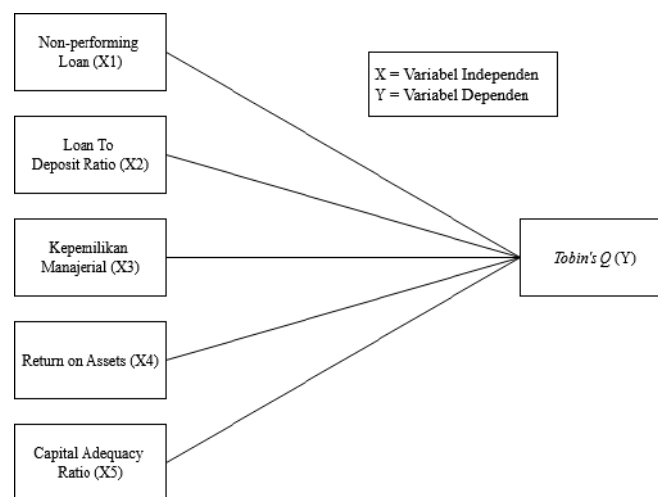 Non-performing
Loan (X1)
X = Variabel Independen
Y = Variabel Dependen
Loan To
Deposit Ratio (X2)
Kepemilikan
Manajerial (X3)
Tobin's Q (Y)
Return on Assets (X4)
Capital Adequacy
Ratio (X5)